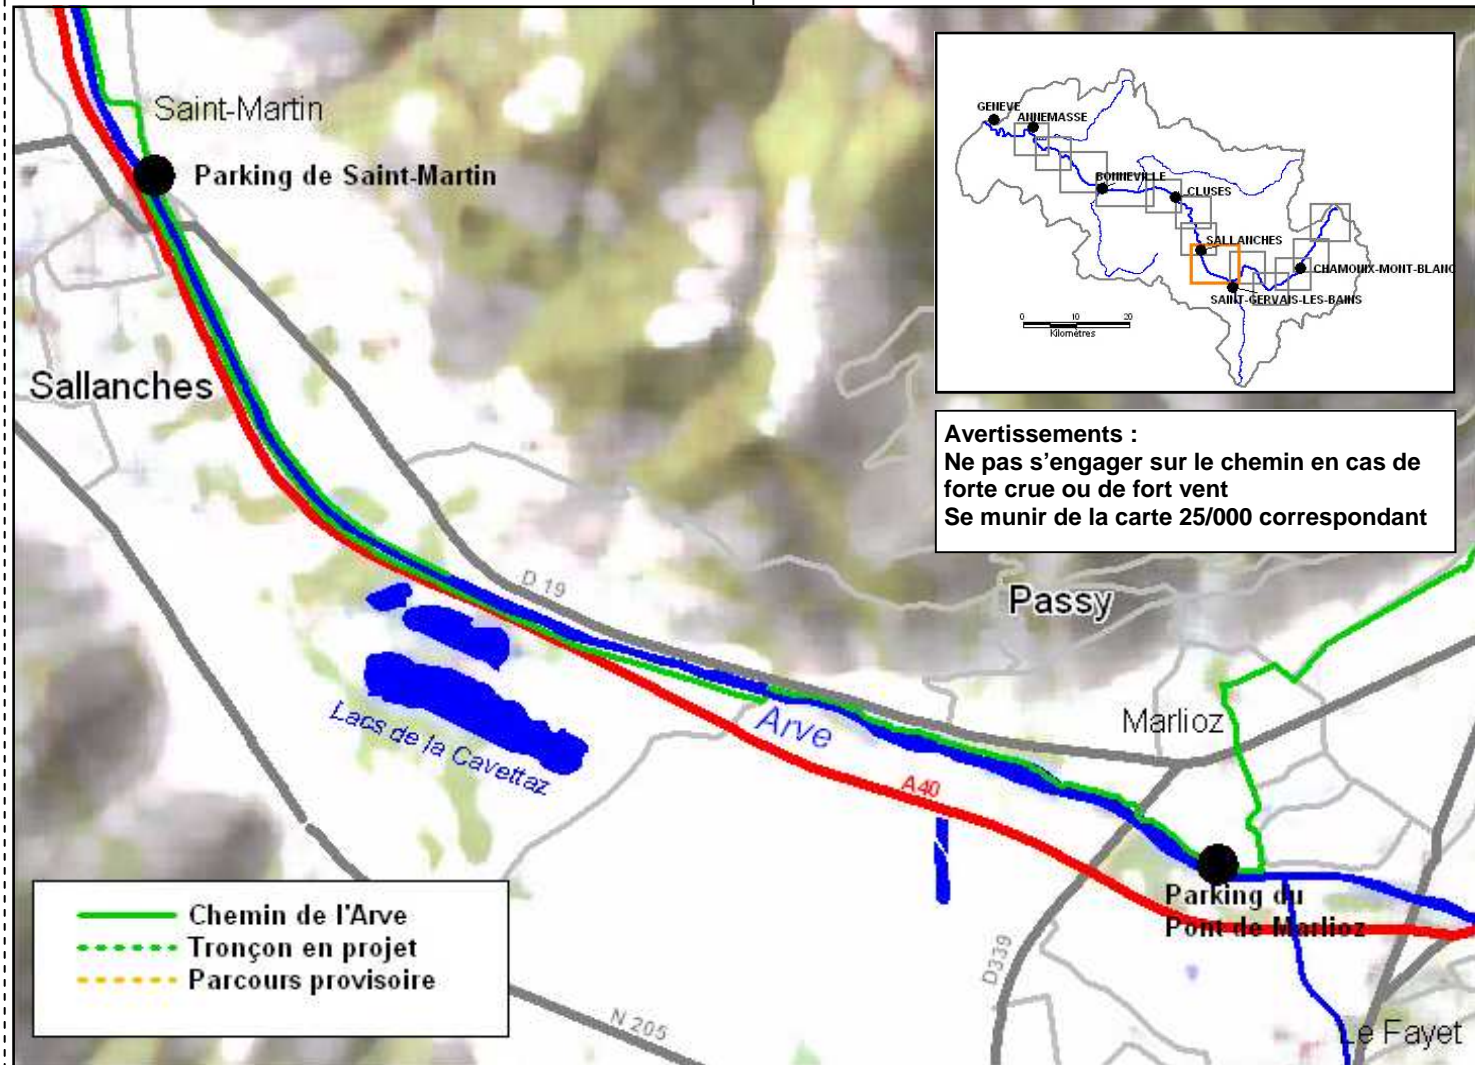 Saint-Martin
Parking de Saint-Martin
Sallanches
GENEVE
ANNEMASSE
BONNEVILLE
CLUSES
SALLANCHES
CHAMOUIX-MONT-BLANC
SAINT-GERVAIS-LES-BAINS
0 10 20
Kilomètres
Avertissements :
Ne pas s’engager sur le chemin en cas de
forte crue ou de fort vent
Se munir de la carte 25/000 correspondant
D 19
Passy
Marlioz
Lacs de la Cavettaz
Arve
A40
Parking du
Pont de Marlioz
D339
N 205
Le Fayet
Chemin de l'Arve
Tronçon en projet
Parcours provisoire